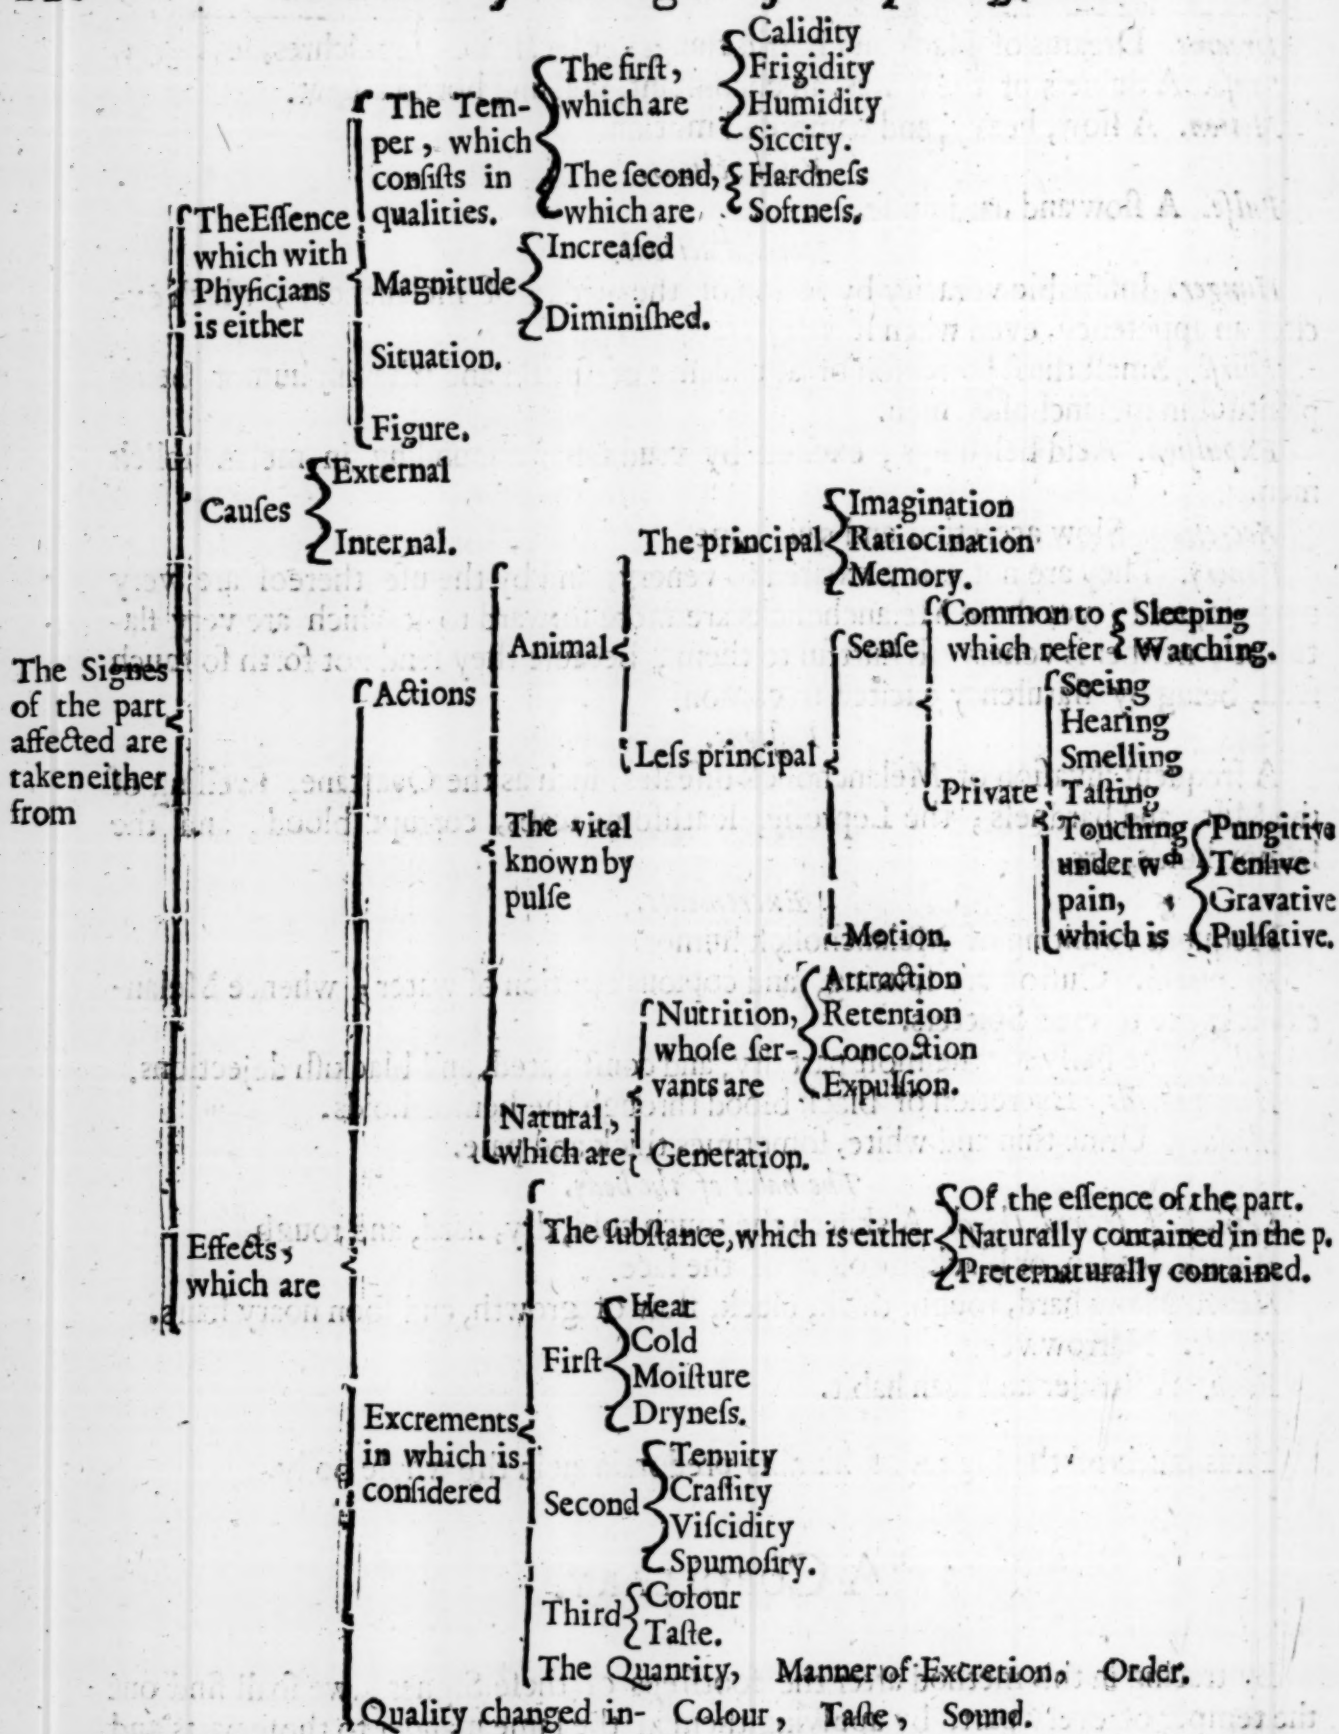 The Signes
of the part
affected are
taken either
from
The Eſſence
which with
Phyſicians
is either
The Tem-
per, which
conſiſts in
qualities.
The firſt,
which are
Calidity
Frigidity
Humidity
Siccity.
The ſecond,
which are
Hardneſs
Softneſs.
Magnitude
Increaſed
Diminiſhed.
Situation.
Figure.
Cauſes
External
Internal.
Effects,
which are
Actions
Animal
The principal
Imagination
Ratiocination
Memory.
Leſs principal
Senſe
Common to
which refer
Sleeping
Watching.
Private
Seeing
Hearing
Smelling
Taſting
Touching
under wch
pain,
which is
Pungitive
Tenſive
Gravative
Pulſative.
Motion.
The vital
known by
pulſe
Natural,
which are
Nutrition,
whoſe ſer-
vants are
Attraction
Retention
Concoction
Expulſion.
Generation.
Excrements
in which is
conſidered
The ſubſtance, which is either
Of the eſſence of the part.
Naturally contained in the p.
Preternaturally contained.
Firſt
Heat
Cold
Moiſture
Dryneſs.
Second
Tenuity
Craſſity
Viſcidity
Spumoſity.
Third
Colour
Taſte.
The Quantity, Manner of Excretion, Order.
Quality changed in- Colour, Taſte, Sound.